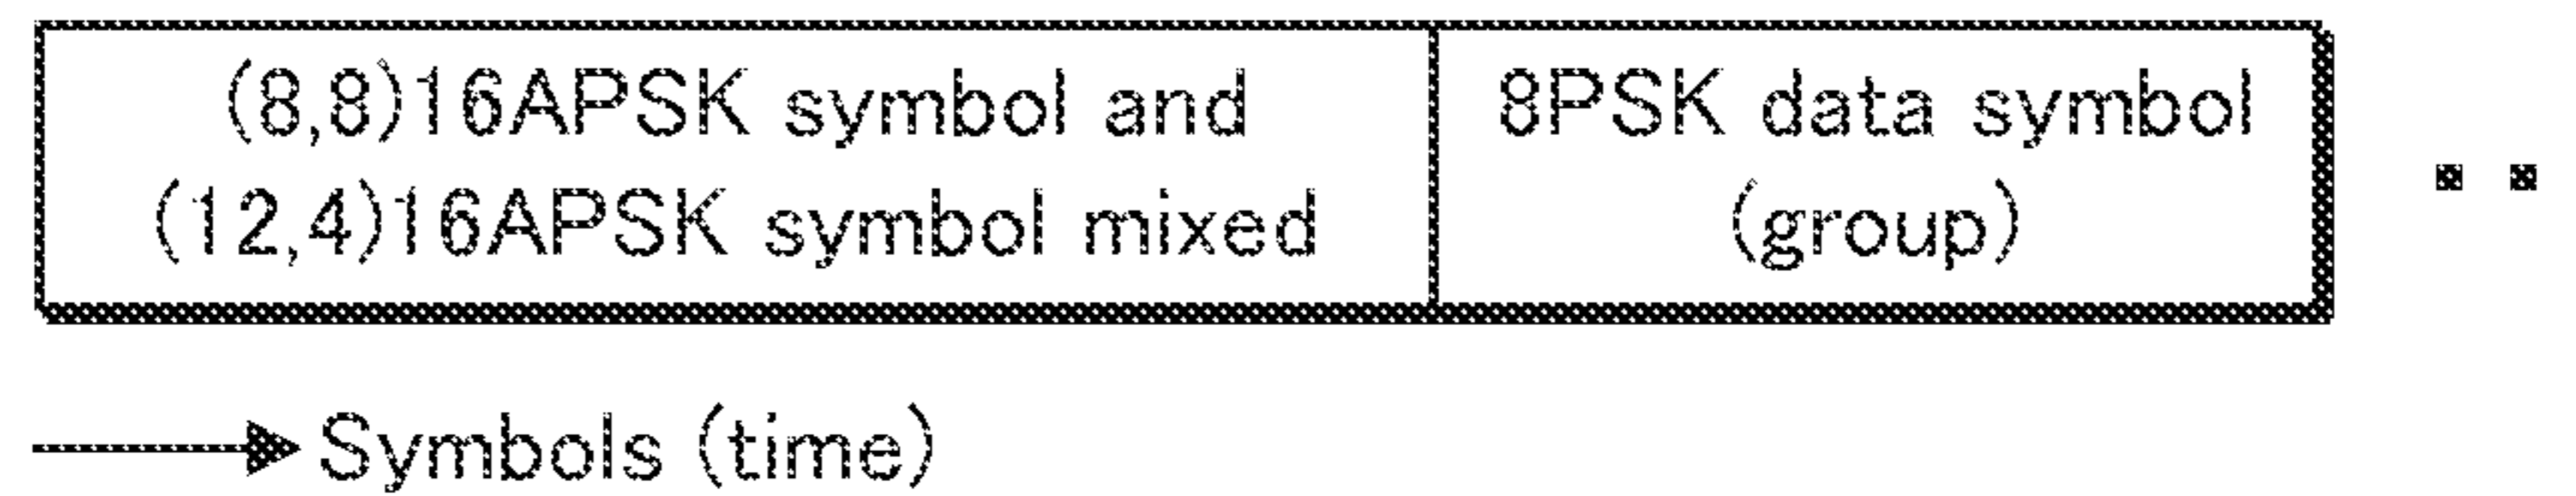 (8,8)16APSK symbol and
(12,4)16APSK symbol mixed
8PSK data symbol
(group)
Symbols (time)